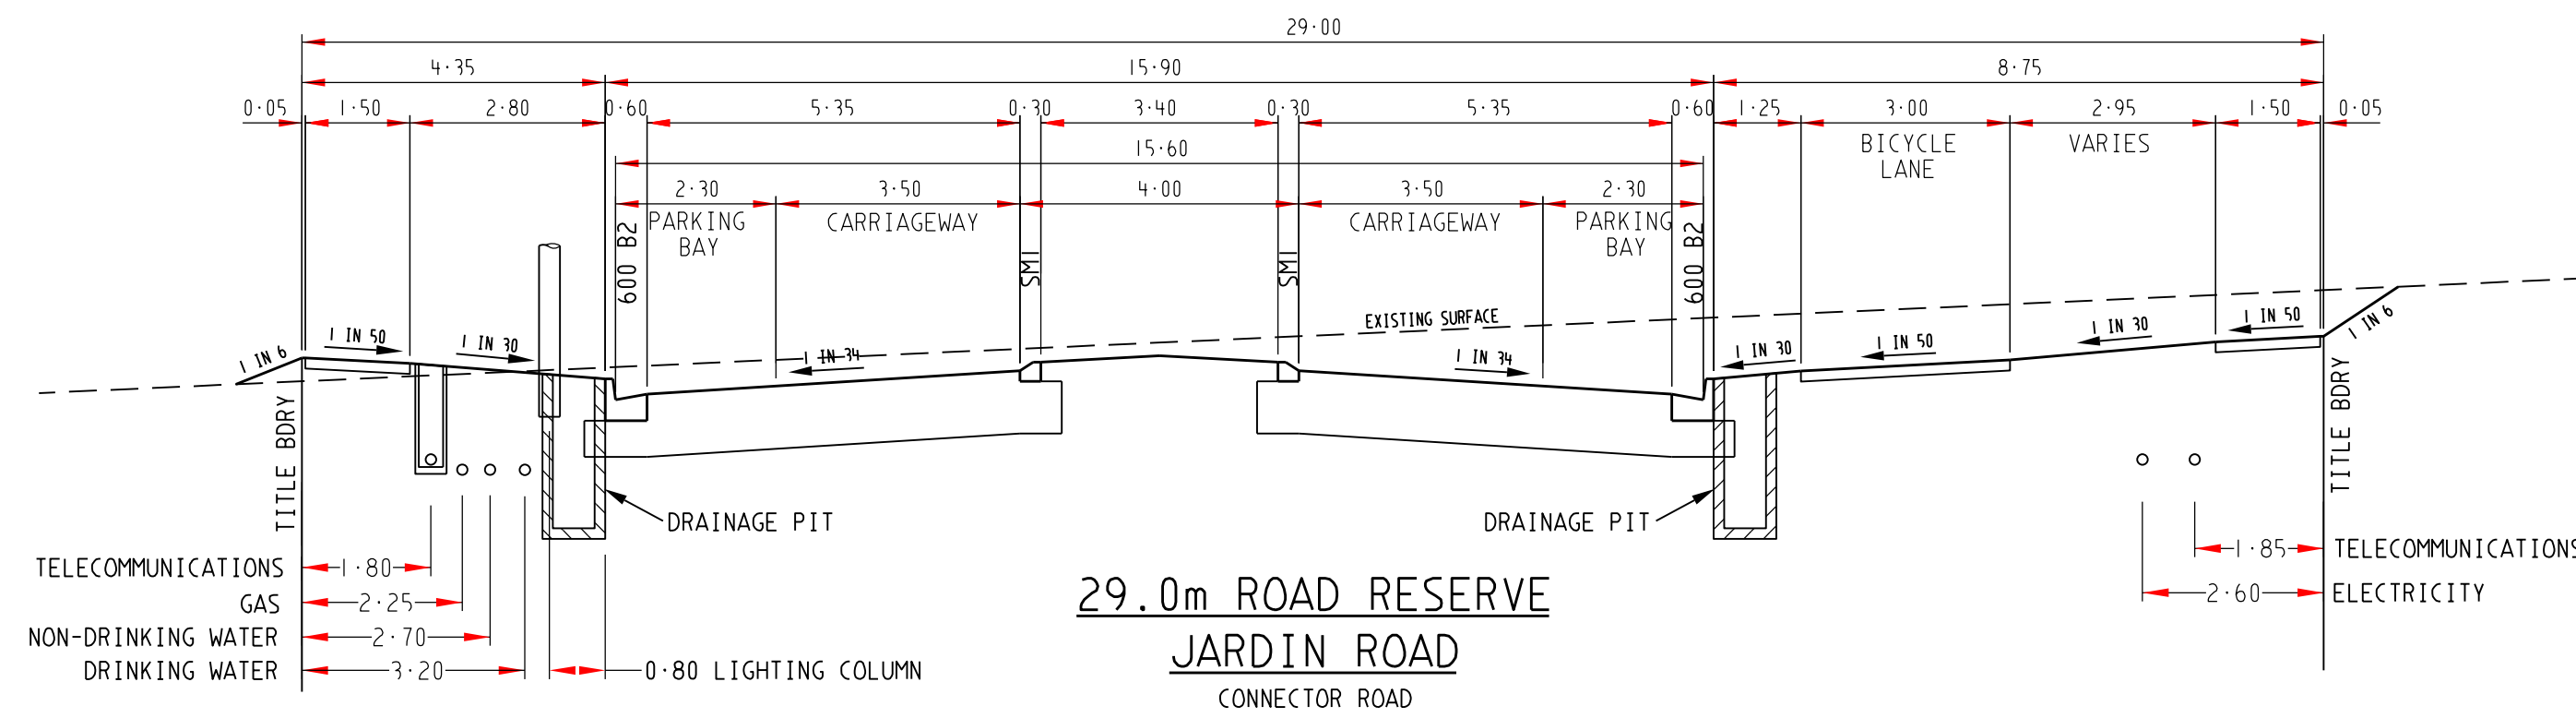 29·00
4·35 15·90 8·75
0·05 1·50 2·80 0·60 5·35 0·30 3·40 0·30 5·35 0·60 1·25 3·00 2·95 1·50 0·05
BICYCLE
LANE
VARIES
15·60
2·30 3·50 4·00 3·50 2·30
PARKING
BAY
CARRIAGEWAY
CARRIAGEWAY
PARKING
BAY
600 B2
SM1
SM1
600 B2
EXISTING SURFACE
1 IN 6
1 IN 50
1 IN 30
1 IN 34
1 IN 34
1 IN 30
1 IN 50
1 IN 30
1 IN 50
1 IN 6
TITLE BDRY
TITLE BDRY
DRAINAGE PIT
DRAINAGE PIT
TELECOMMUNICATIONS 1·80
GAS 2·25
NON-DRINKING WATER 2·70
DRINKING WATER 3·20
0·80 LIGHTING COLUMN
1·85 TELECOMMUNICATIONS
2·60 ELECTRICITY
29.0m ROAD RESERVE
JARDIN ROAD
CONNECTOR ROAD